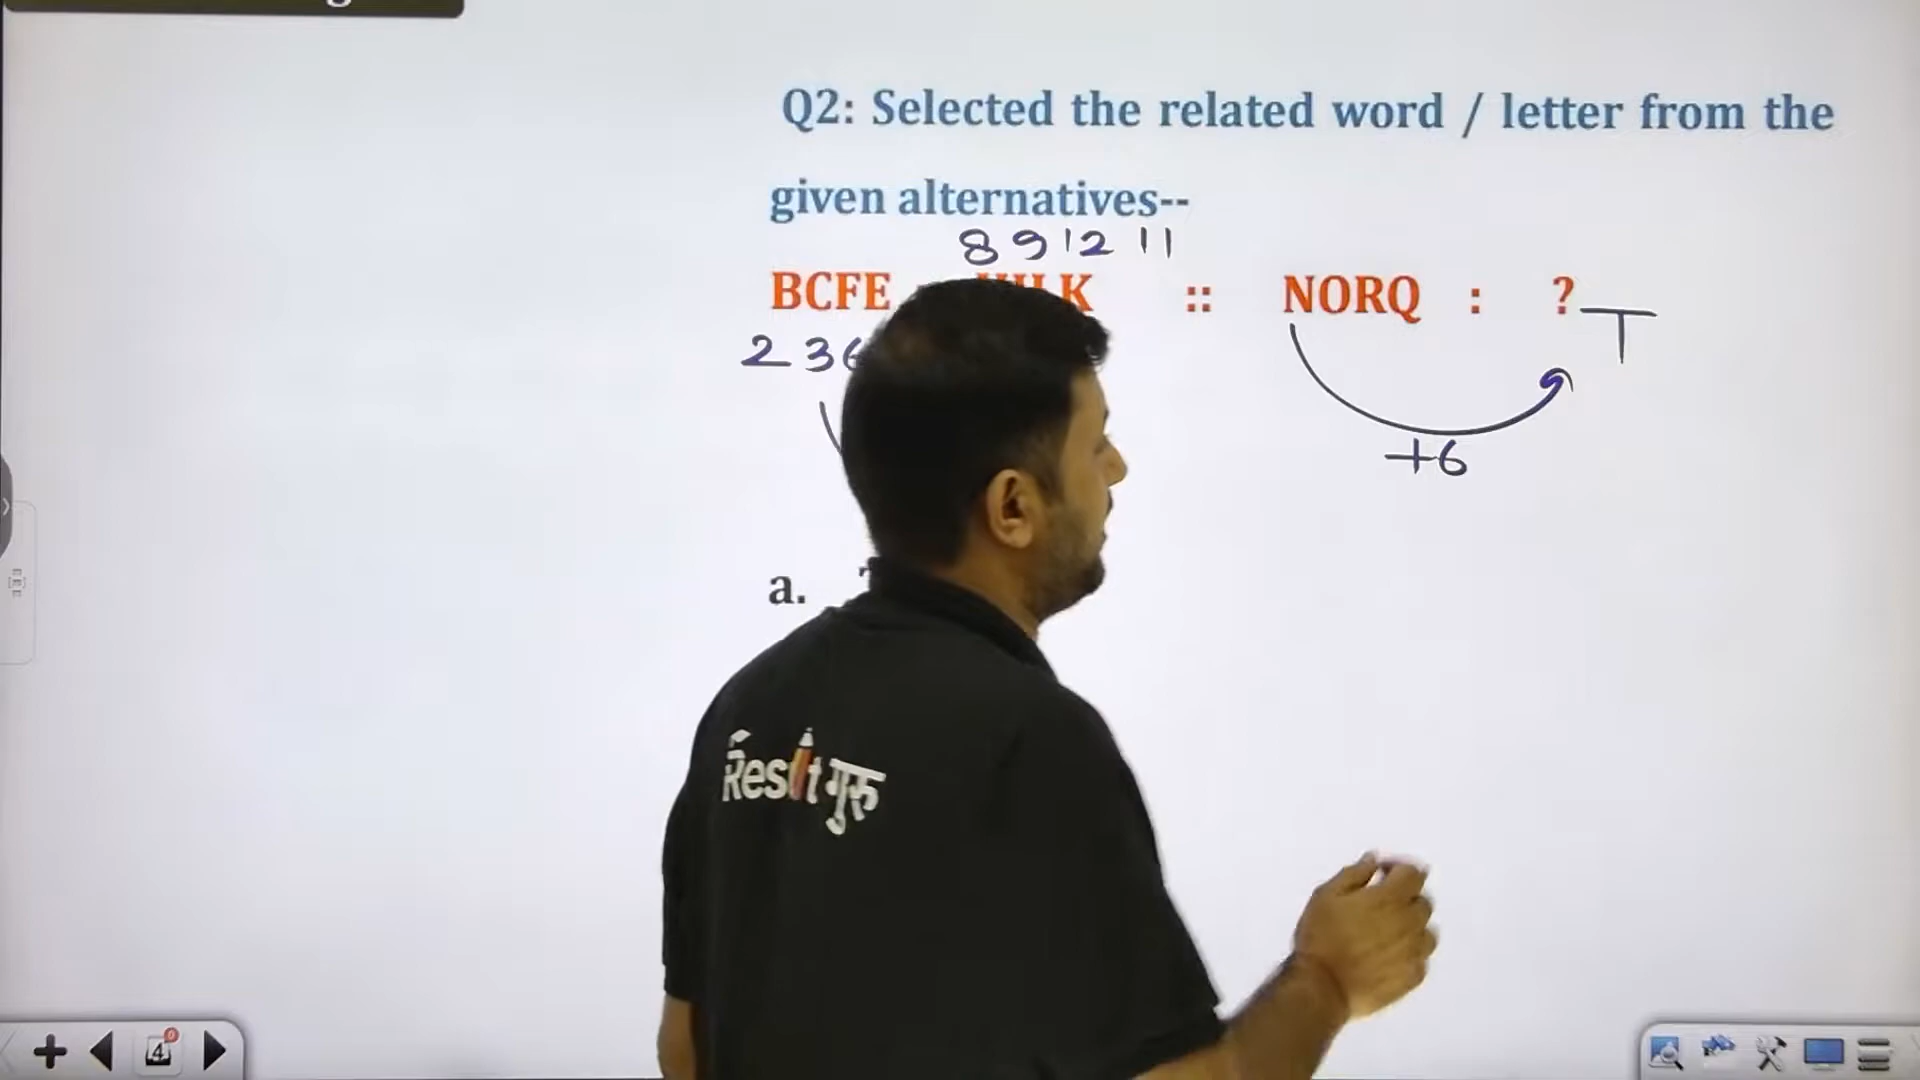 Q2: Selected the related word / letter from the
given alternatives--
8 9 12 11
BCFE :: NORQ : ? T
2 3 6
+6
a.
Result गुरु
4